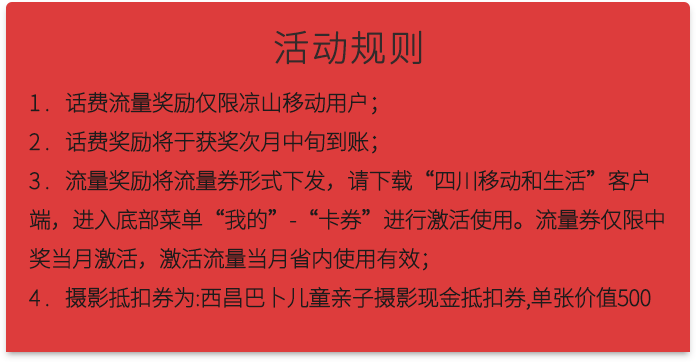 活动规则
1. 话费流量奖励仅限凉山移动用户；
2. 话费奖励将于获奖次月中旬到账；
3. 流量奖励将流量券形式下发，请下载“四川移动和生活”客户
端，进入底部菜单“我的”-“卡券”进行激活使用。流量券仅限中
奖当月激活，激活流量当月省内使用有效；
4. 摄影抵扣券为:西昌巴卜儿童亲子摄影现金抵扣券,单张价值500